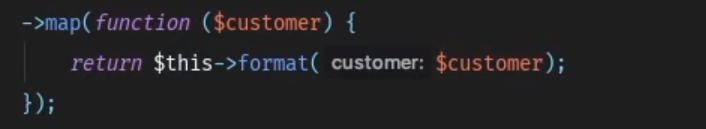 ->map(function ($customer) {
return $this->format( customer: $customer);
});